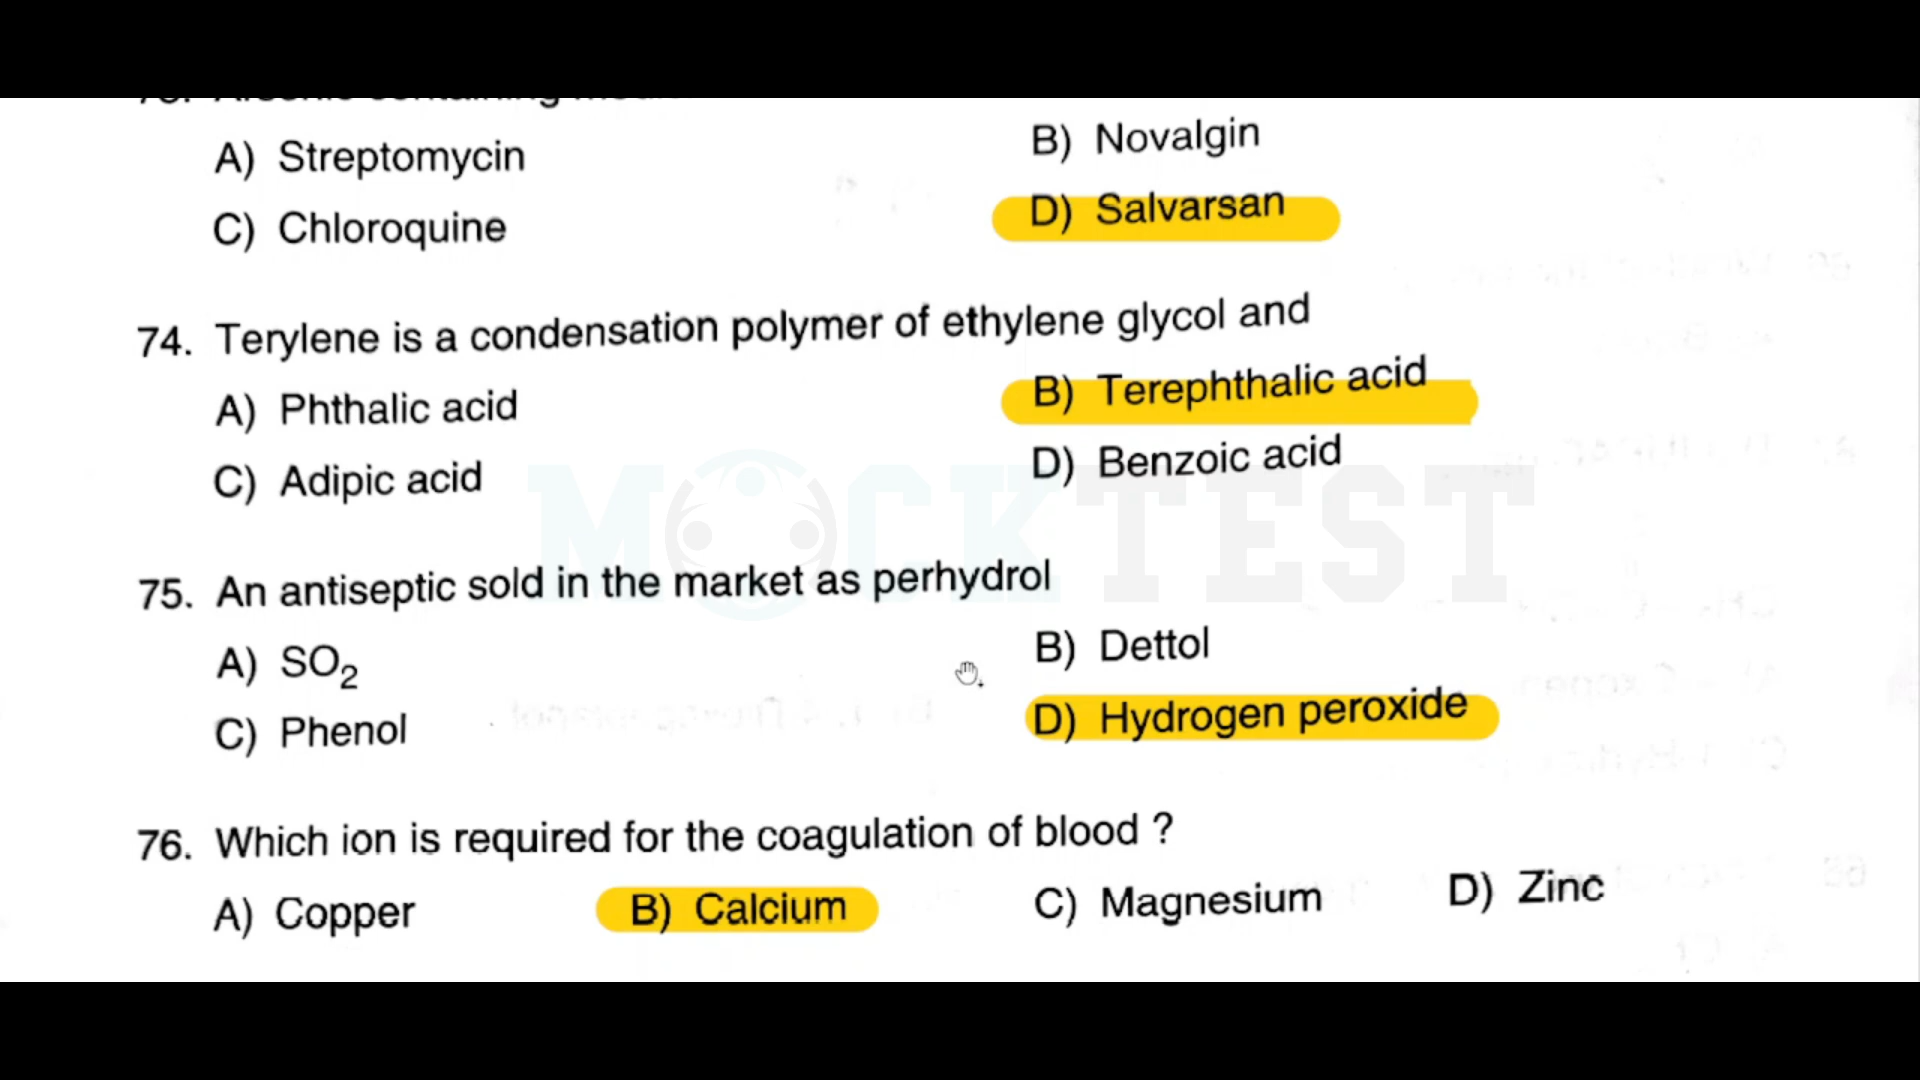 A) Streptomycin B) Novalgin
C) Chloroquine D) Salvarsan
74. Terylene is a condensation polymer of ethylene glycol and
A) Phthalic acid B) Terephthalic acid
C) Adipic acid D) Benzoic acid
MOCKTEST
75. An antiseptic sold in the market as perhydrol
A) SO₂ B) Dettol
C) Phenol D) Hydrogen peroxide
76. Which ion is required for the coagulation of blood ?
A) Copper B) Calcium C) Magnesium D) Zinc